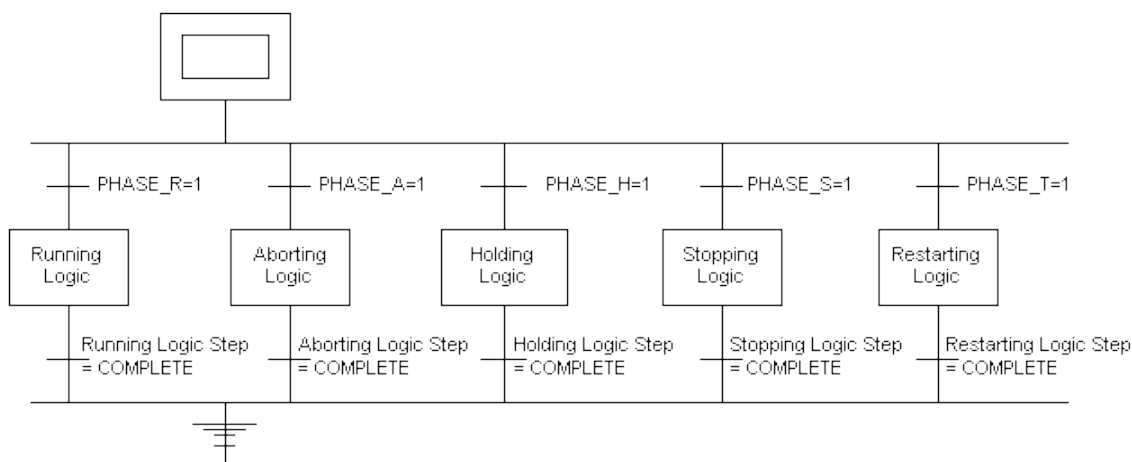 PHASE_R=1
PHASE_A=1
PHASE_H=1
PHASE_S=1
PHASE_T=1
Running
Logic
Aborting
Logic
Holding
Logic
Stopping
Logic
Restarting
Logic
Running Logic Step
= COMPLETE
Aborting Logic Step
= COMPLETE
Holding Logic Step
= COMPLETE
Stopping Logic Step
= COMPLETE
Restarting Logic Step
= COMPLETE